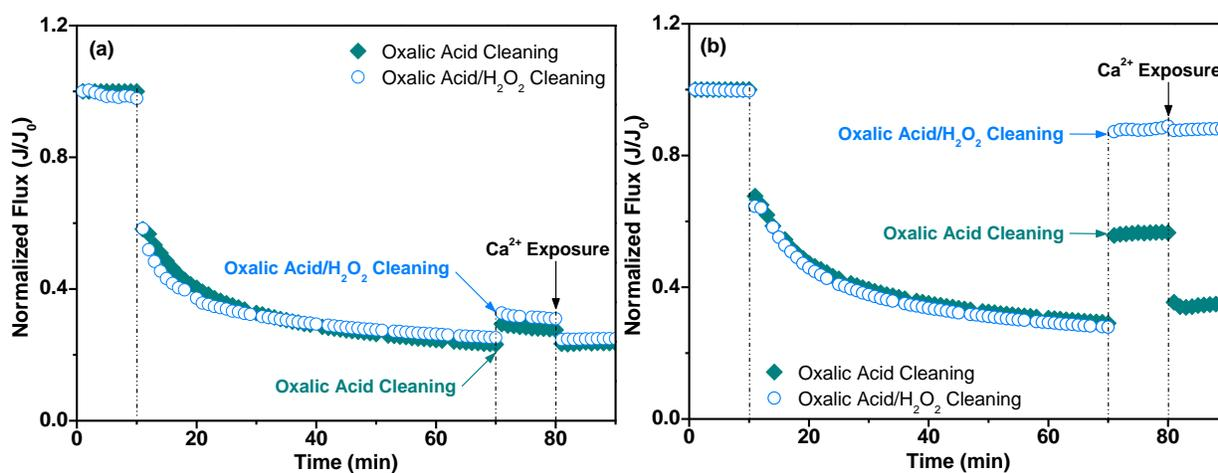 (a)
Oxalic Acid Cleaning
Oxalic Acid/H₂O₂ Cleaning
Ca²⁺ Exposure
Oxalic Acid/H₂O₂ Cleaning
Oxalic Acid Cleaning
Normalized Flux (J/J₀)
1.2
0.8
0.4
0.0
0
20
40
60
80
Time (min)
(b)
Ca²⁺ Exposure
Oxalic Acid/H₂O₂ Cleaning
Oxalic Acid Cleaning
Oxalic Acid Cleaning
Oxalic Acid/H₂O₂ Cleaning
Normalized Flux (J/J₀)
1.2
0.8
0.4
0.0
0
20
40
60
80
Time (min)